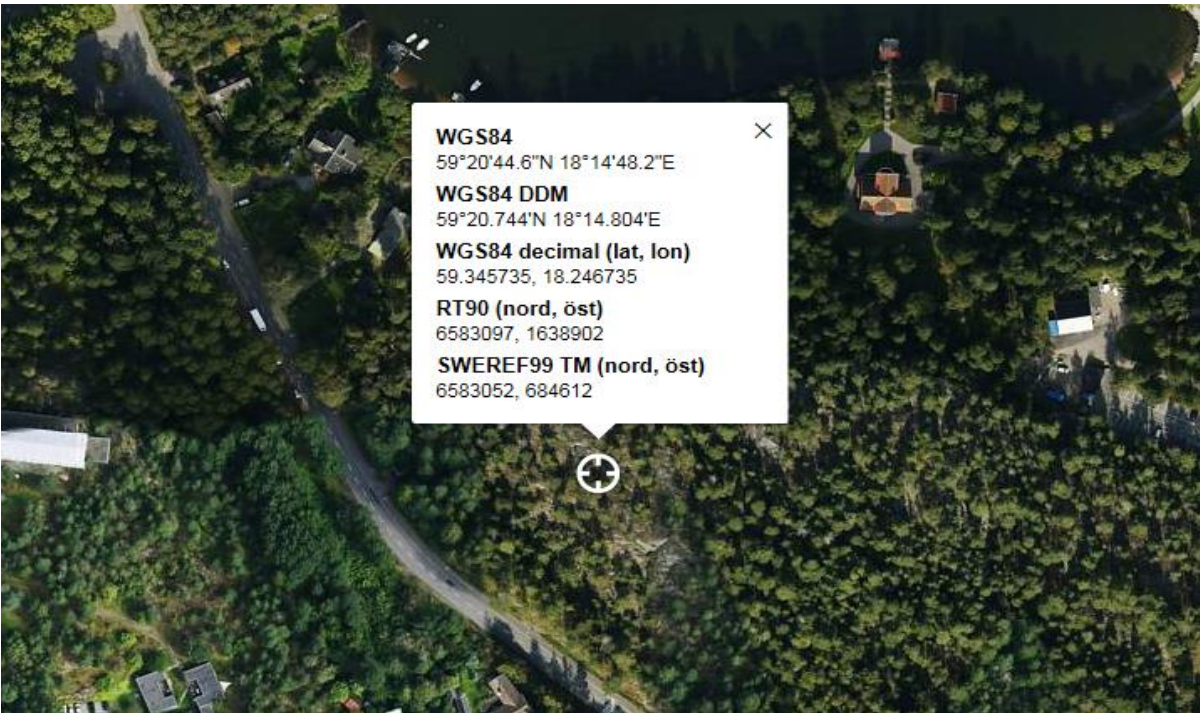 WGS84
59°20'44.6"N 18°14'48.2"E
WGS84 DDM
59°20.744'N 18°14.804'E
WGS84 decimal (lat, lon)
59.345735, 18.246735
RT90 (nord, öst)
6583097, 1638902
SWEREF99 TM (nord, öst)
6583052, 684612